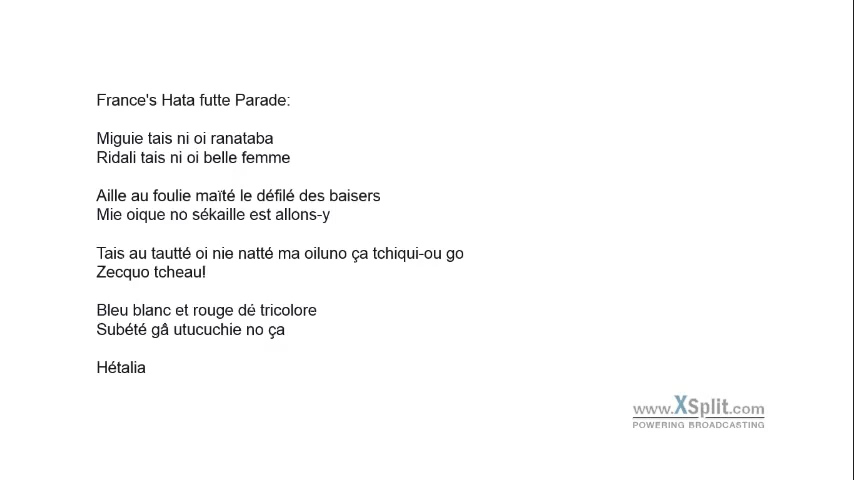 France's Hata futte Parade:
Miguie tais ni oi ranataba
Ridali tais ni oi belle femme
Aille au foulie maïté le défilé des baisers
Mie oique no sékaille est allons-y
Tais au tautté oi nie natté ma oiluno ça tchiqui-ou go
Zecquo tcheau!
Bleu blanc et rouge dé tricolore
Subété gâ utucuchie no ça
Hétalia
www.XSplit.com
POWERING BROADCASTING